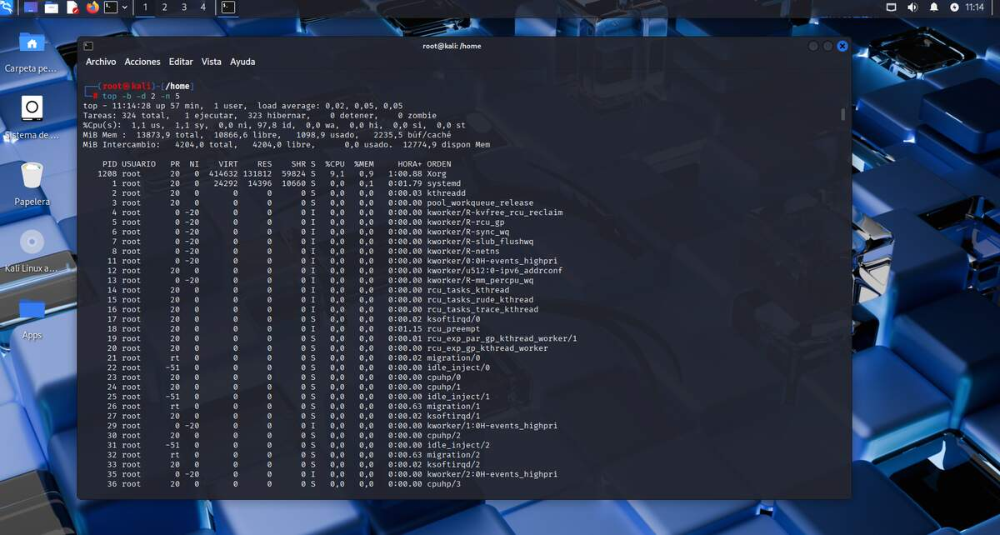 1 2 3 4 11:14
Carpeta pe...
Sistema de ...
Papelera
Kali Linux a...
Apps
root@kali: /home
Archivo Acciones Editar Vista Ayuda
┌──(root㉿kali)-[/home]
└─# top -b -d 2 -n 5
top - 11:14:28 up 57 min,  1 user,  load average: 0,02, 0,05, 0,05
Tareas: 324 total,   1 ejecutar,  323 hibernar,    0 detener,    0 zombie
%Cpu(s):  1,1 us,  1,1 sy,  0,0 ni, 97,8 id,  0,0 wa,  0,0 hi,  0,0 si,  0,0 st
MiB Mem :  13873,9 total,  10866,6 libre,   1098,9 usado,   2235,5 búf/caché
MiB Intercambio:   4204,0 total,   4204,0 libre,      0,0 usado.  12774,9 dispon Mem
PID USUARIO   PR  NI    VIRT    RES    SHR S  %CPU  %MEM     HORA+ ORDEN
1208 root      20   0  414632 131812  59824 S   9,1   0,9   1:00.88 Xorg
1 root      20   0   24292  14396  10660 S   0,0   0,1   0:01.79 systemd
2 root      20   0       0      0      0 S   0,0   0,0   0:00.03 kthreadd
3 root      20   0       0      0      0 S   0,0   0,0   0:00.00 pool_workqueue_release
4 root       0 -20       0      0      0 I   0,0   0,0   0:00.00 kworker/R-kvfree_rcu_reclaim
5 root       0 -20       0      0      0 I   0,0   0,0   0:00.00 kworker/R-rcu_gp
6 root       0 -20       0      0      0 I   0,0   0,0   0:00.00 kworker/R-sync_wq
7 root       0 -20       0      0      0 I   0,0   0,0   0:00.00 kworker/R-slub_flushwq
8 root       0 -20       0      0      0 I   0,0   0,0   0:00.00 kworker/R-netns
11 root       0 -20       0      0      0 I   0,0   0,0   0:00.00 kworker/0:0H-events_highpri
12 root      20   0       0      0      0 I   0,0   0,0   0:00.00 kworker/u512:0-ipv6_addrconf
13 root       0 -20       0      0      0 I   0,0   0,0   0:00.00 kworker/R-mm_percpu_wq
14 root      20   0       0      0      0 I   0,0   0,0   0:00.00 rcu_tasks_kthread
15 root      20   0       0      0      0 I   0,0   0,0   0:00.00 rcu_tasks_rude_kthread
16 root      20   0       0      0      0 I   0,0   0,0   0:00.00 rcu_tasks_trace_kthread
17 root      20   0       0      0      0 S   0,0   0,0   0:00.02 ksoftirqd/0
18 root      20   0       0      0      0 I   0,0   0,0   0:01.15 rcu_preempt
19 root      20   0       0      0      0 S   0,0   0,0   0:00.01 rcu_exp_par_gp_kthread_worker/1
20 root      20   0       0      0      0 S   0,0   0,0   0:00.00 rcu_exp_gp_kthread_worker
21 root      rt   0       0      0      0 S   0,0   0,0   0:00.02 migration/0
22 root     -51   0       0      0      0 S   0,0   0,0   0:00.00 idle_inject/0
23 root      20   0       0      0      0 S   0,0   0,0   0:00.00 cpuhp/0
24 root      20   0       0      0      0 S   0,0   0,0   0:00.00 cpuhp/1
25 root     -51   0       0      0      0 S   0,0   0,0   0:00.00 idle_inject/1
26 root      rt   0       0      0      0 S   0,0   0,0   0:00.63 migration/1
27 root      20   0       0      0      0 S   0,0   0,0   0:00.02 ksoftirqd/1
29 root       0 -20       0      0      0 I   0,0   0,0   0:00.00 kworker/1:0H-events_highpri
30 root      20   0       0      0      0 S   0,0   0,0   0:00.00 cpuhp/2
31 root     -51   0       0      0      0 S   0,0   0,0   0:00.00 idle_inject/2
32 root      rt   0       0      0      0 S   0,0   0,0   0:00.63 migration/2
33 root      20   0       0      0      0 S   0,0   0,0   0:00.02 ksoftirqd/2
35 root       0 -20       0      0      0 I   0,0   0,0   0:00.00 kworker/2:0H-events_highpri
36 root      20   0       0      0      0 S   0,0   0,0   0:00.00 cpuhp/3